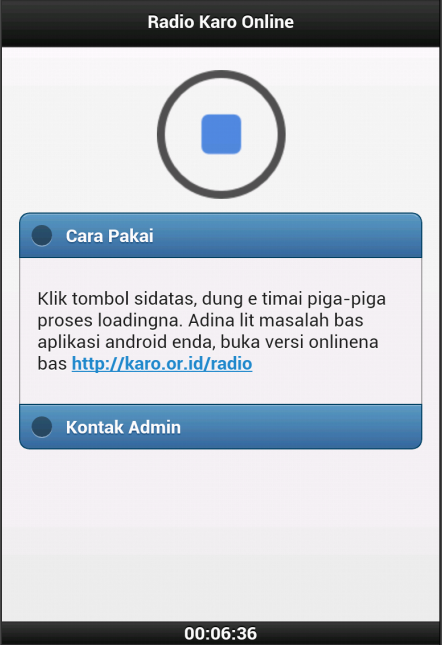 Radio Karo Online
Cara Pakai
Klik tombol sidatas, dung e timai piga-piga
proses loadingna. Adina lit masalah bas
aplikasi android enda, buka versi onlinena
bas http://karo.or.id/radio
Kontak Admin
00:06:36